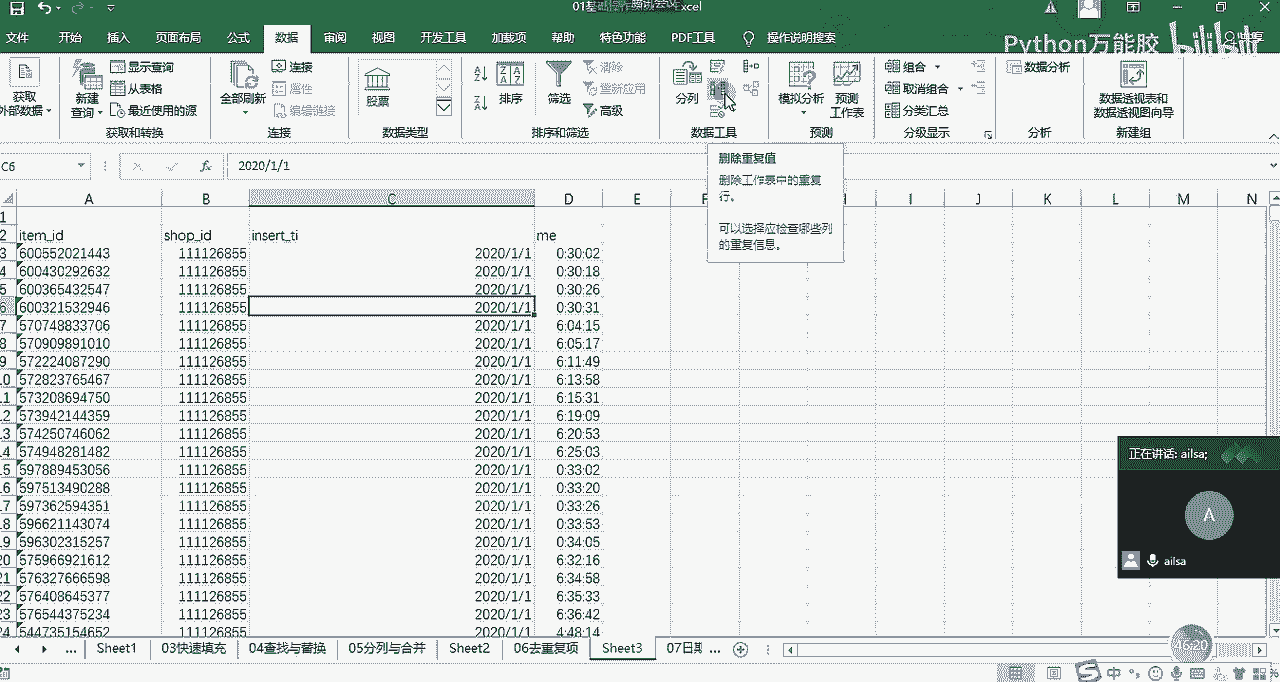 文件 开始 插入 页面布局 公式 数据 审阅 视图 开发工具 加载项 帮助 特色功能 PDF工具 操作说明搜索
Python万能胶 bilibili
获取
外部数据
新建
查询
显示查询
从表格
最近使用的源
获取和转换
全部刷新
连接
属性
编辑链接
连接
股票
数据类型
排序
筛选
清除
重新应用
高级
排序和筛选
分列
数据工具
模拟分析
预测
工作表
预测
组合
取消组合
分类汇总
分级显示
数据分析
分析
数据透视表和
数据透视图向导
新建组
C6 fx 2020/1/1
删除重复值
删除工作表中的重复
行。
可以选择应检查哪些列
的重复信息。
A B C D E F I J K L M N
1
2 item_id shop_id insert_ti me
3 600552021443 111126855 2020/1/1 0:30:02
4 600430292632 111126855 2020/1/1 0:30:18
5 600365432547 111126855 2020/1/1 0:30:26
6 600321532946 111126855 2020/1/1 0:30:31
7 570748833706 111126855 2020/1/1 6:04:15
8 570909891010 111126855 2020/1/1 6:05:17
9 572224087290 111126855 2020/1/1 6:11:49
10 572823765467 111126855 2020/1/1 6:13:58
11 573208694750 111126855 2020/1/1 6:15:31
12 573942144359 111126855 2020/1/1 6:19:09
13 574250746062 111126855 2020/1/1 6:20:53
14 574948281482 111126855 2020/1/1 6:25:03
15 597889453056 111126855 2020/1/1 0:33:02
16 597513490288 111126855 2020/1/1 0:33:20
17 597362594351 111126855 2020/1/1 0:33:26
18 596621143074 111126855 2020/1/1 0:33:53
19 596302315257 111126855 2020/1/1 0:34:05
20 575966921612 111126855 2020/1/1 6:32:16
21 576327666598 111126855 2020/1/1 6:34:58
22 576408645377 111126855 2020/1/1 6:35:33
23 576544375234 111126855 2020/1/1 6:36:42
24 544735154652 111126855 2020/1/1 4:48:14
正在讲话: ailsa;
A
ailsa
... Sheet1 03快速填充 04查找与替换 05分列与合并 Sheet2 06去重复项 Sheet3 07日期 ...
46:20
中